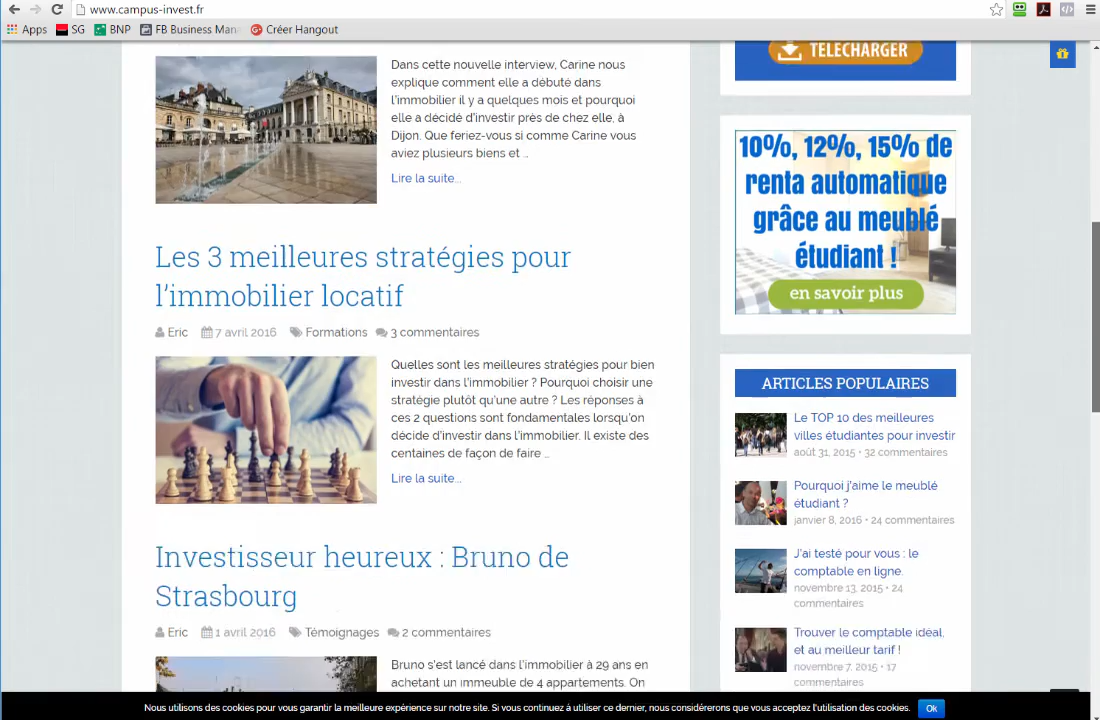 www.campus-invest.fr
Apps SG BNP FB Business Man Créer Hangout
Dans cette nouvelle interview, Carine nous
explique comment elle a débuté dans
l'immobilier il y a quelques mois et pourquoi
elle a décidé d'investir près de chez elle, à
Dijon. Que feriez-vous si comme Carine vous
aviez plusieurs biens et ...
Lire la suite...
Les 3 meilleures stratégies pour
l'immobilier locatif
Eric 7 avril 2016 Formations 3 commentaires
Quelles sont les meilleures stratégies pour bien
investir dans l'immobilier ? Pourquoi choisir une
stratégie plutôt qu'une autre ? Les réponses à
ces 2 questions sont fondamentales lorsqu'on
décide d'investir dans l'immobilier. Il existe des
centaines de façon de faire ...
Lire la suite...
Investisseur heureux : Bruno de
Strasbourg
Eric 1 avril 2016 Témoignages 2 commentaires
Bruno s'est lancé dans l'immobilier à 29 ans en
achetant un immeuble de 4 appartements. On
TELECHARGER
10%, 12%, 15% de
renta automatique
grâce au meublé
étudiant !
en savoir plus
ARTICLES POPULAIRES
Le TOP 10 des meilleures
villes étudiantes pour investir
août 31, 2015 • 32 commentaires
Pourquoi j'aime le meublé
étudiant ?
janvier 8, 2016 • 24 commentaires
J'ai testé pour vous : le
comptable en ligne.
novembre 13, 2015 • 24
commentaires
Trouver le comptable idéal,
et au meilleur tarif !
novembre 7, 2015 • 17
commentaires
Nous utilisons des cookies pour vous garantir la meilleure expérience sur notre site. Si vous continuez à utiliser ce dernier, nous considérerons que vous acceptez l'utilisation des cookies. Ok